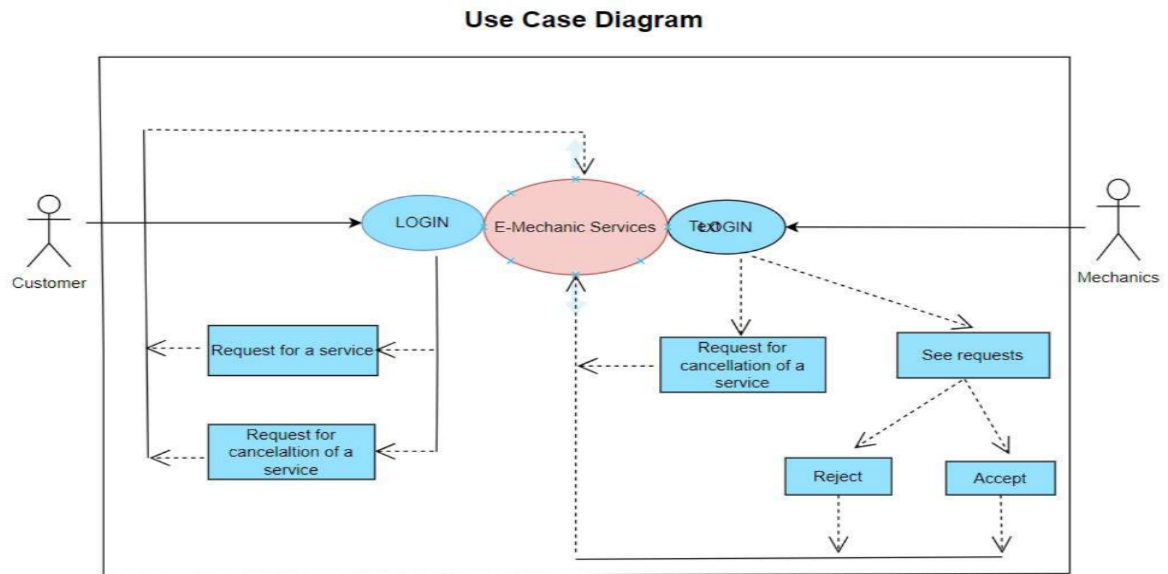 Use Case Diagram
LOGIN
E-Mechanic Services
Text
LOGIN
Customer
Mechanics
Request for a service
Request for
cancellation of a
service
See requests
Request for
cancelaltion of a
service
Reject
Accept